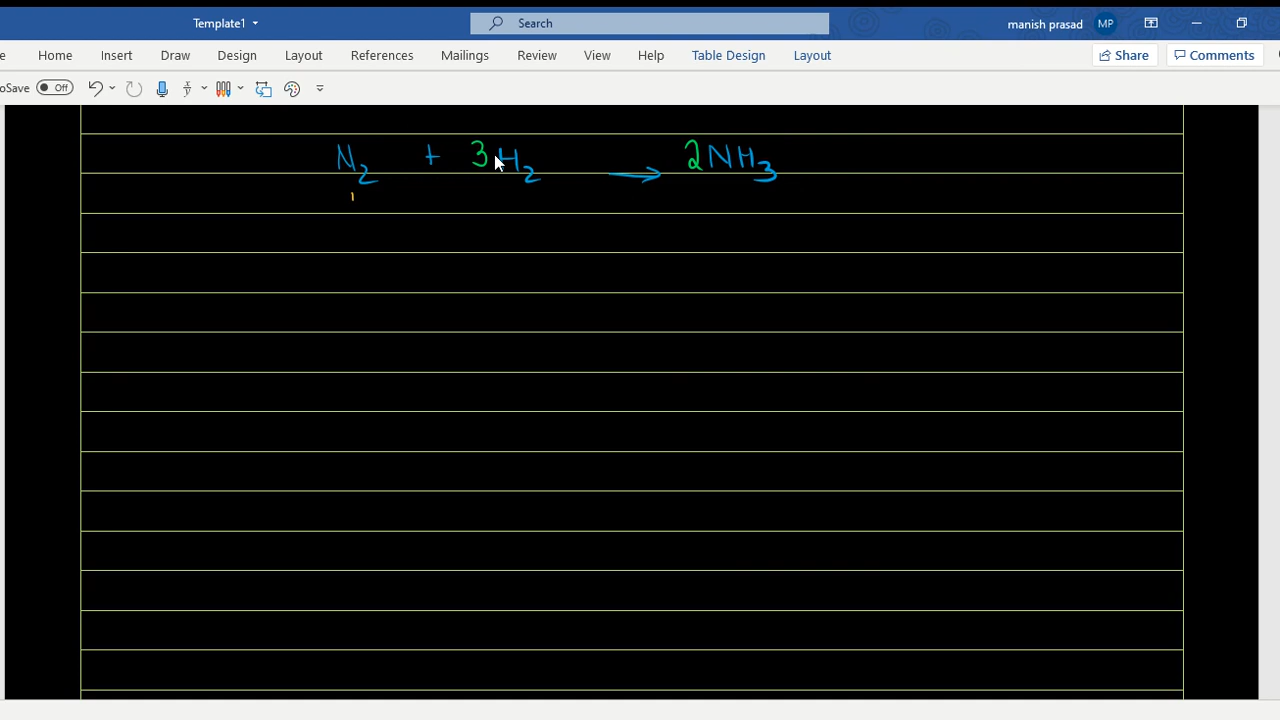 Template1
Search
manish prasad MP
e Home Insert Draw Design Layout References Mailings Review View Help Table Design Layout Share Comments
oSave Off
N₂ + 3H₂ → 2NH₃